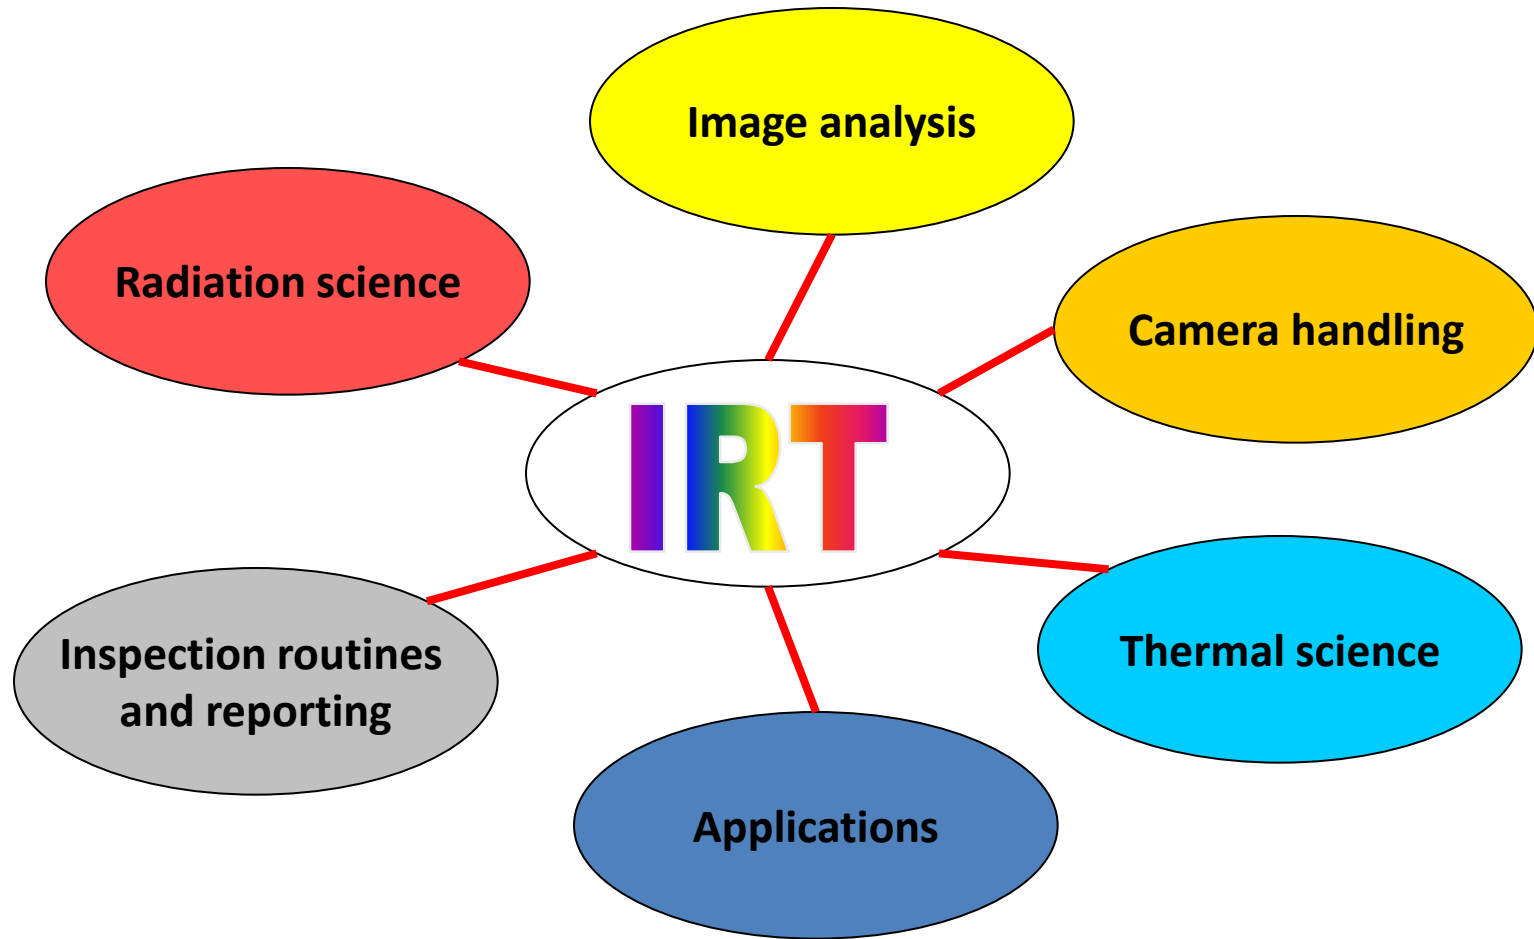 Image analysis
Radiation science
Camera handling
IRT
Inspection routines
and reporting
Thermal science
Applications